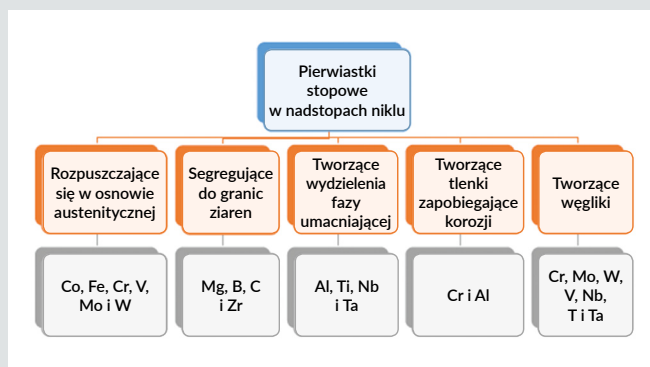 Pierwiastki
stopowe
w nadstopach niklu
Rozpuszczające
się w osnowie
austenitycznej
Segregujące
do granic
ziaren
Tworzące
wydzielenia
fazy
umacniającej
Tworzące
tlenki
zapobiegające
korozji
Tworzące
węgliki
Co, Fe, Cr, V,
Mo i W
Mg, B, C
i Zr
Al, Ti, Nb
i Ta
Cr i Al
Cr, Mo, W,
V, Nb,
T i Ta